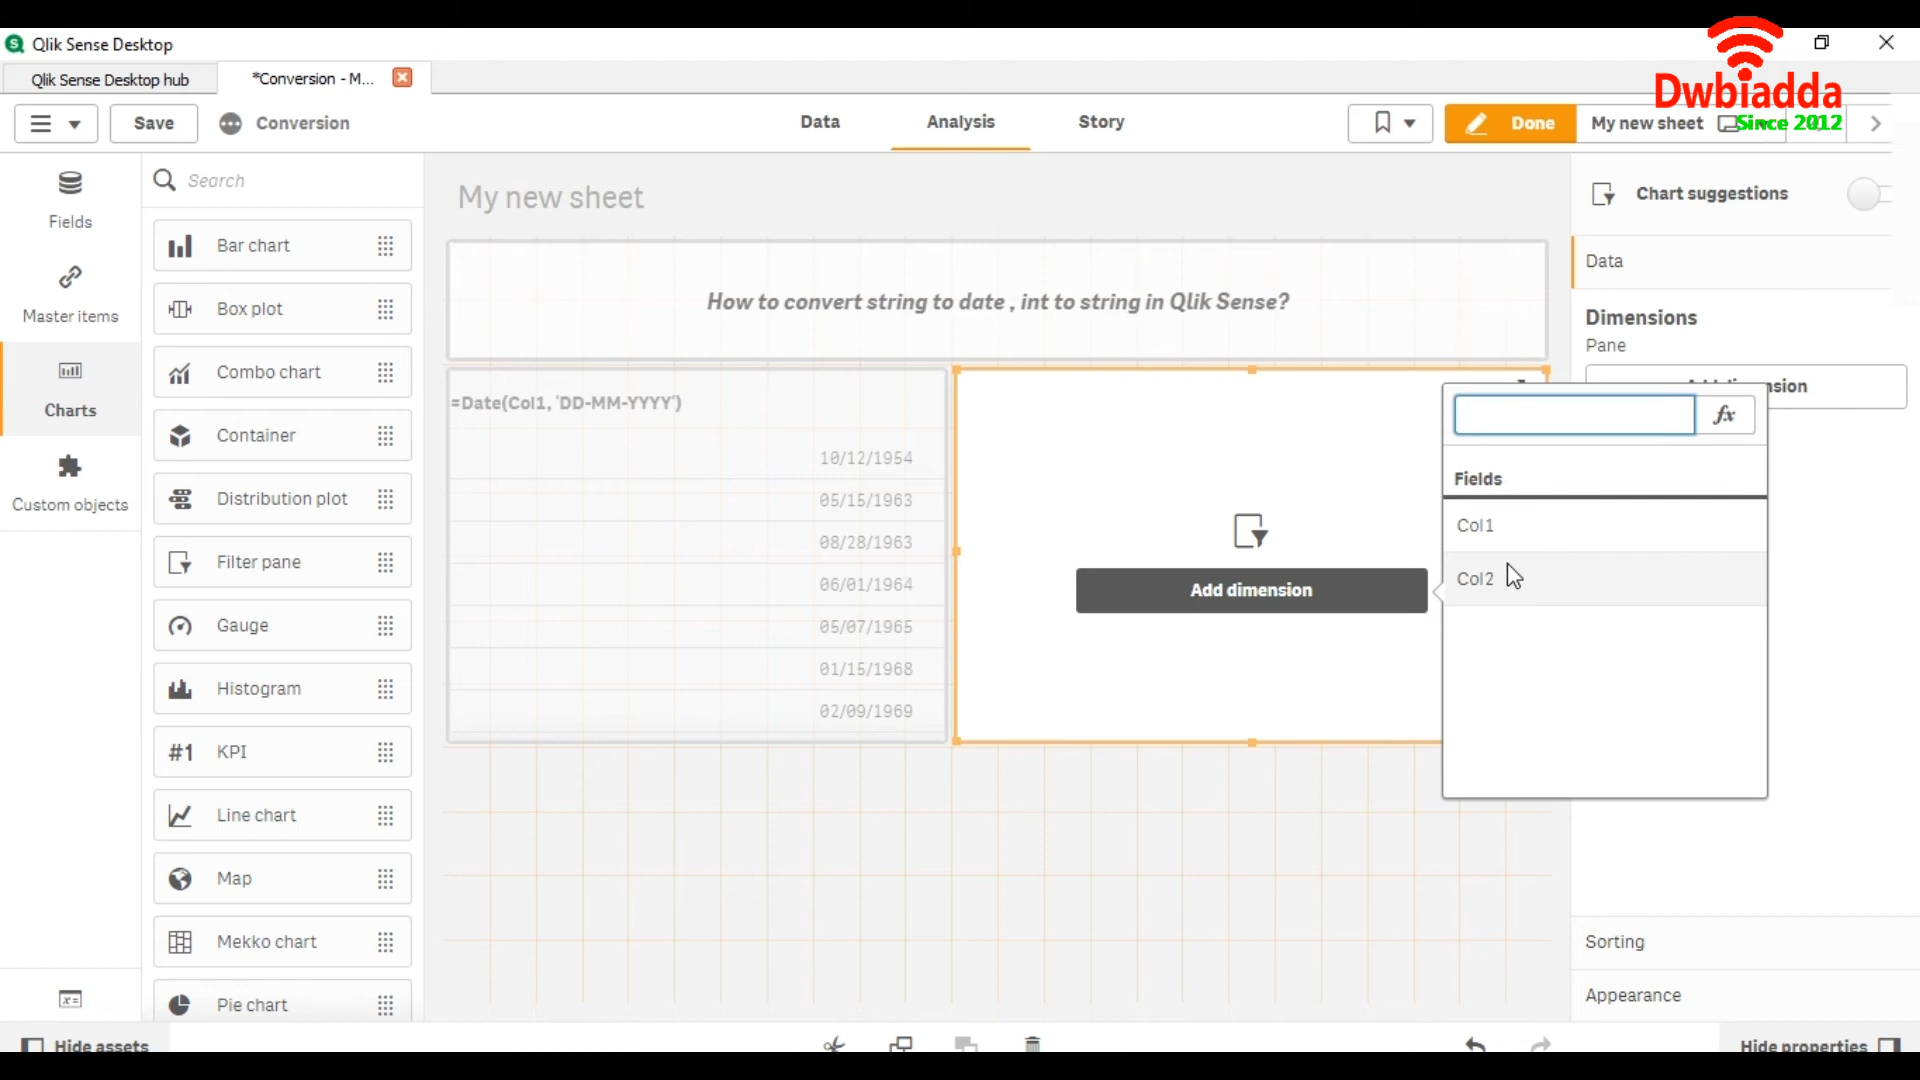 Qlik Sense Desktop
Dwbiadda
Since 2012
Qlik Sense Desktop hub
*Conversion - M...
Save
Conversion
Data
Analysis
Story
Done
My new sheet
Fields
Master items
Charts
Custom objects
Search
Bar chart
Box plot
Combo chart
Container
Distribution plot
Filter pane
Gauge
Histogram
#1 KPI
Line chart
Map
Mekko chart
Pie chart
My new sheet
How to convert string to date , int to string in Qlik Sense?
=Date(Col1, 'DD-MM-YYYY')
10/12/1954
05/15/1963
08/28/1963
06/01/1964
05/07/1965
01/15/1968
02/09/1969
Add dimension
fx
Fields
Col1
Col2
Chart suggestions
Data
Dimensions
Pane
Sorting
Appearance
Hide assets
Hide properties